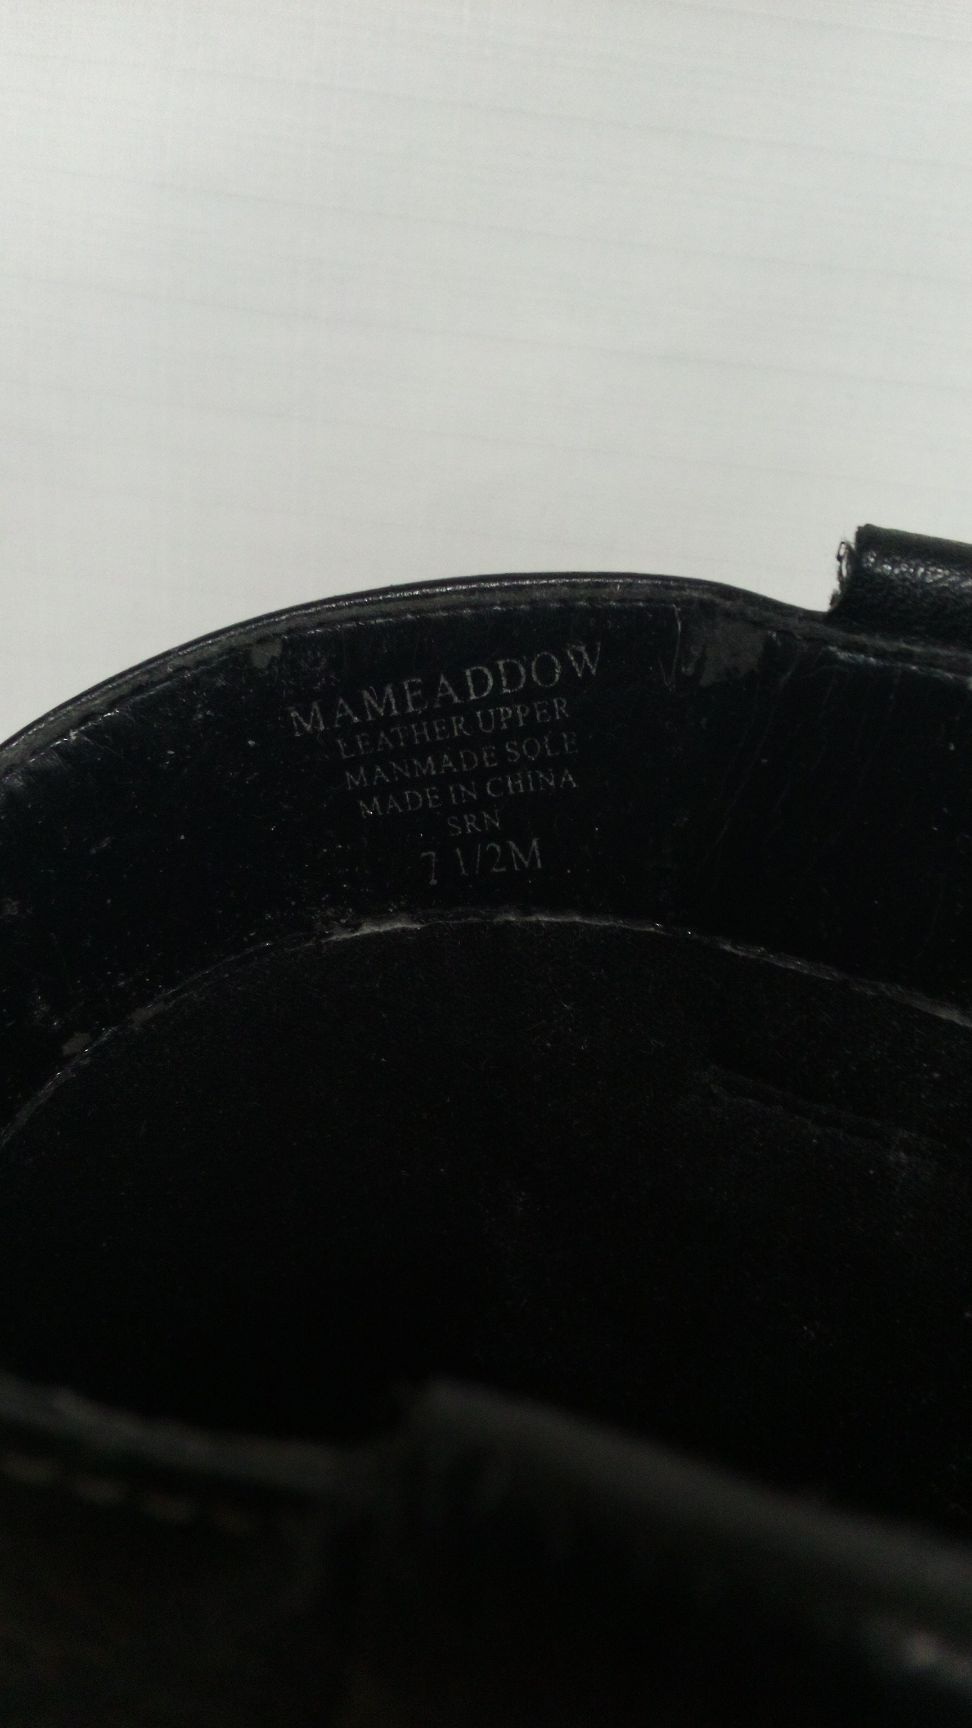 MAMEADDOW
LEATHER UPPER
MANMADE SOLE
MADE IN CHINA
SRN
7 1/2M